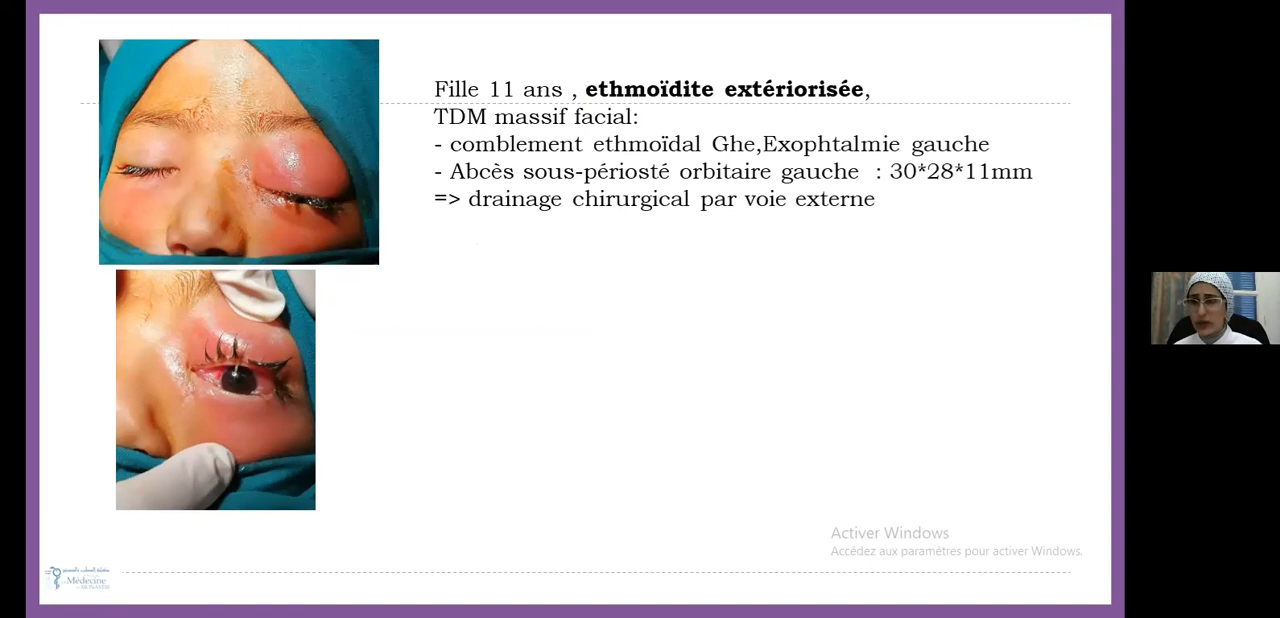 Fille 11 ans , ethmoïdite extériorisée,
TDM massif facial:
- comblement ethmoïdal Ghe,Exophtalmie gauche
- Abcès sous-périosté orbitaire gauche : 30*28*11mm
=> drainage chirurgical par voie externe
Activer Windows
Accédez aux paramètres pour activer Windows.
Médecine